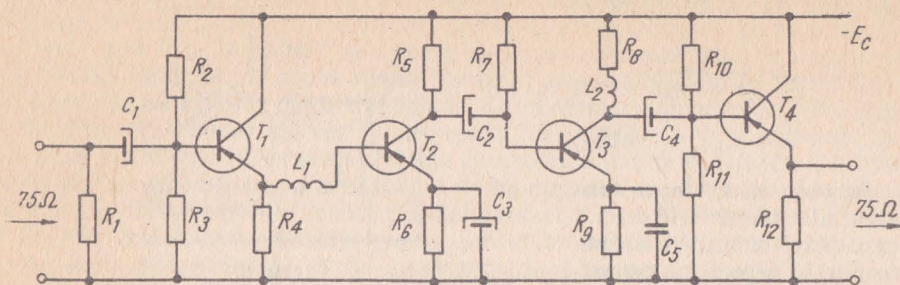 -E_C
R_5
R_7
R_8
R_2
R_10
L_2
C_1
T_1
T_2
C_2
T_3
C_4
T_4
L_1
R_11
75Ω
R_1
R_3
R_4
R_6
C_3
R_9
C_5
R_12
75Ω